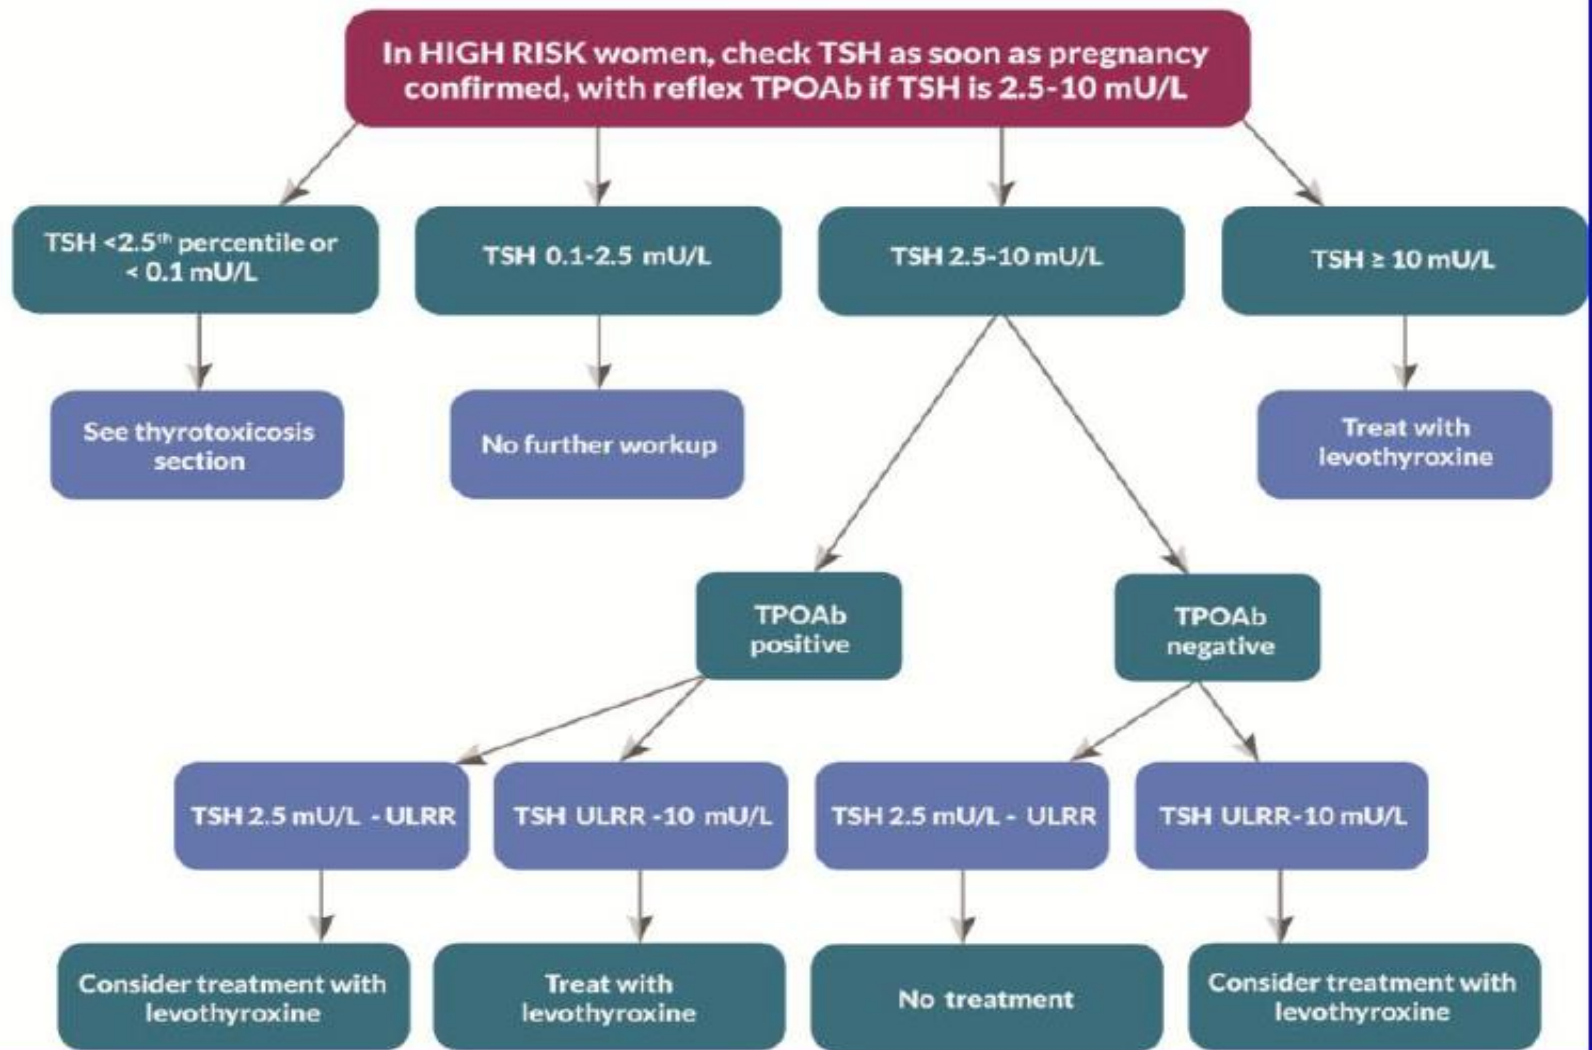 In HIGH RISK women, check TSH as soon as pregnancy
confirmed, with reflex TPOAb if TSH is 2.5-10 mU/L
TSH <2.5th percentile or
< 0.1 mU/L
TSH 0.1-2.5 mU/L
TSH 2.5-10 mU/L
TSH ≥ 10 mU/L
See thyrotoxicosis
section
No further workup
Treat with
levothyroxine
TPOAb
positive
TPOAb
negative
TSH 2.5 mU/L - ULRR
TSH ULRR -10 mU/L
TSH 2.5 mU/L - ULRR
TSH ULRR-10 mU/L
Consider treatment with
levothyroxine
Treat with
levothyroxine
No treatment
Consider treatment with
levothyroxine